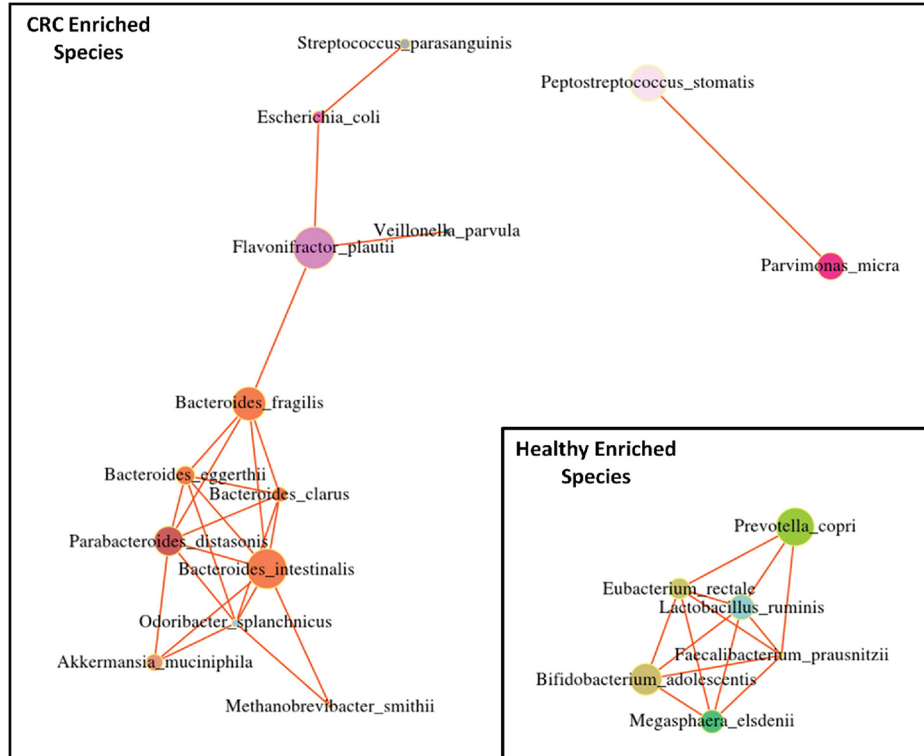 CRC Enriched
Species
Streptococcus_parasanguinis
Peptostreptococcus_stomatis
Escherichia_coli
Veillonella_parvula
Flavonifractor_plautii
Parvimonas_micra
Bacteroides_fragilis
Bacteroides_eggerthii
Bacteroides_clarus
Parabacteroides_distasonis
Bacteroides_intestinalis
Odoribacter_splanchnicus
Akkermansia_muciniphila
Methanobrevibacter_smithii
Healthy Enriched
Species
Prevotella_copri
Eubacterium_rectale
Lactobacillus_ruminis
Faecalibacterium_prausnitzii
Bifidobacterium_adolescentis
Megasphaera_elsdenii